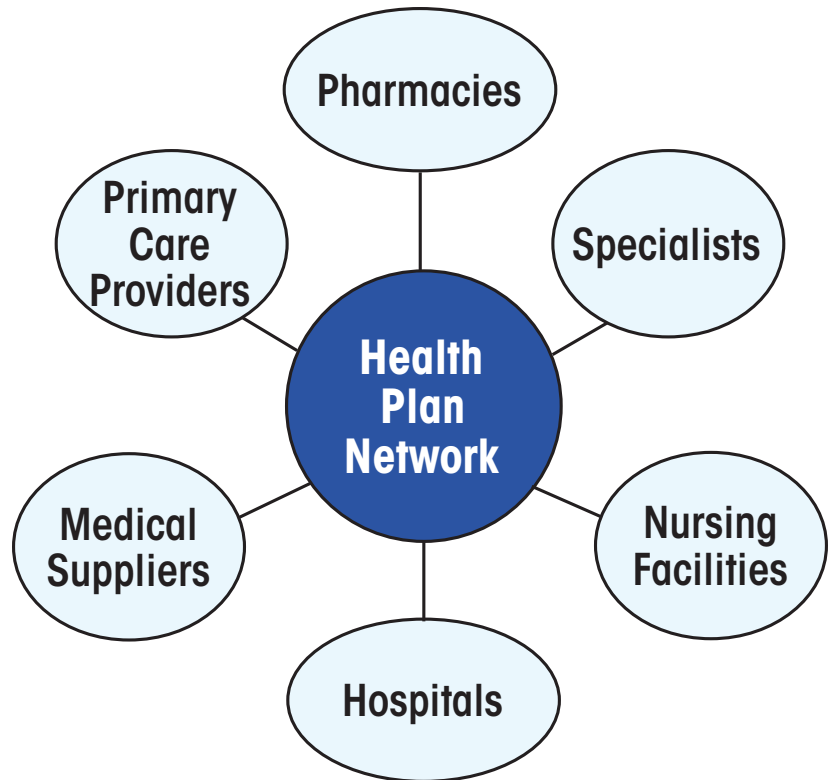 Pharmacies
Primary
Care
Providers
Specialists
Health
Plan
Network
Medical
Suppliers
Nursing
Facilities
Hospitals